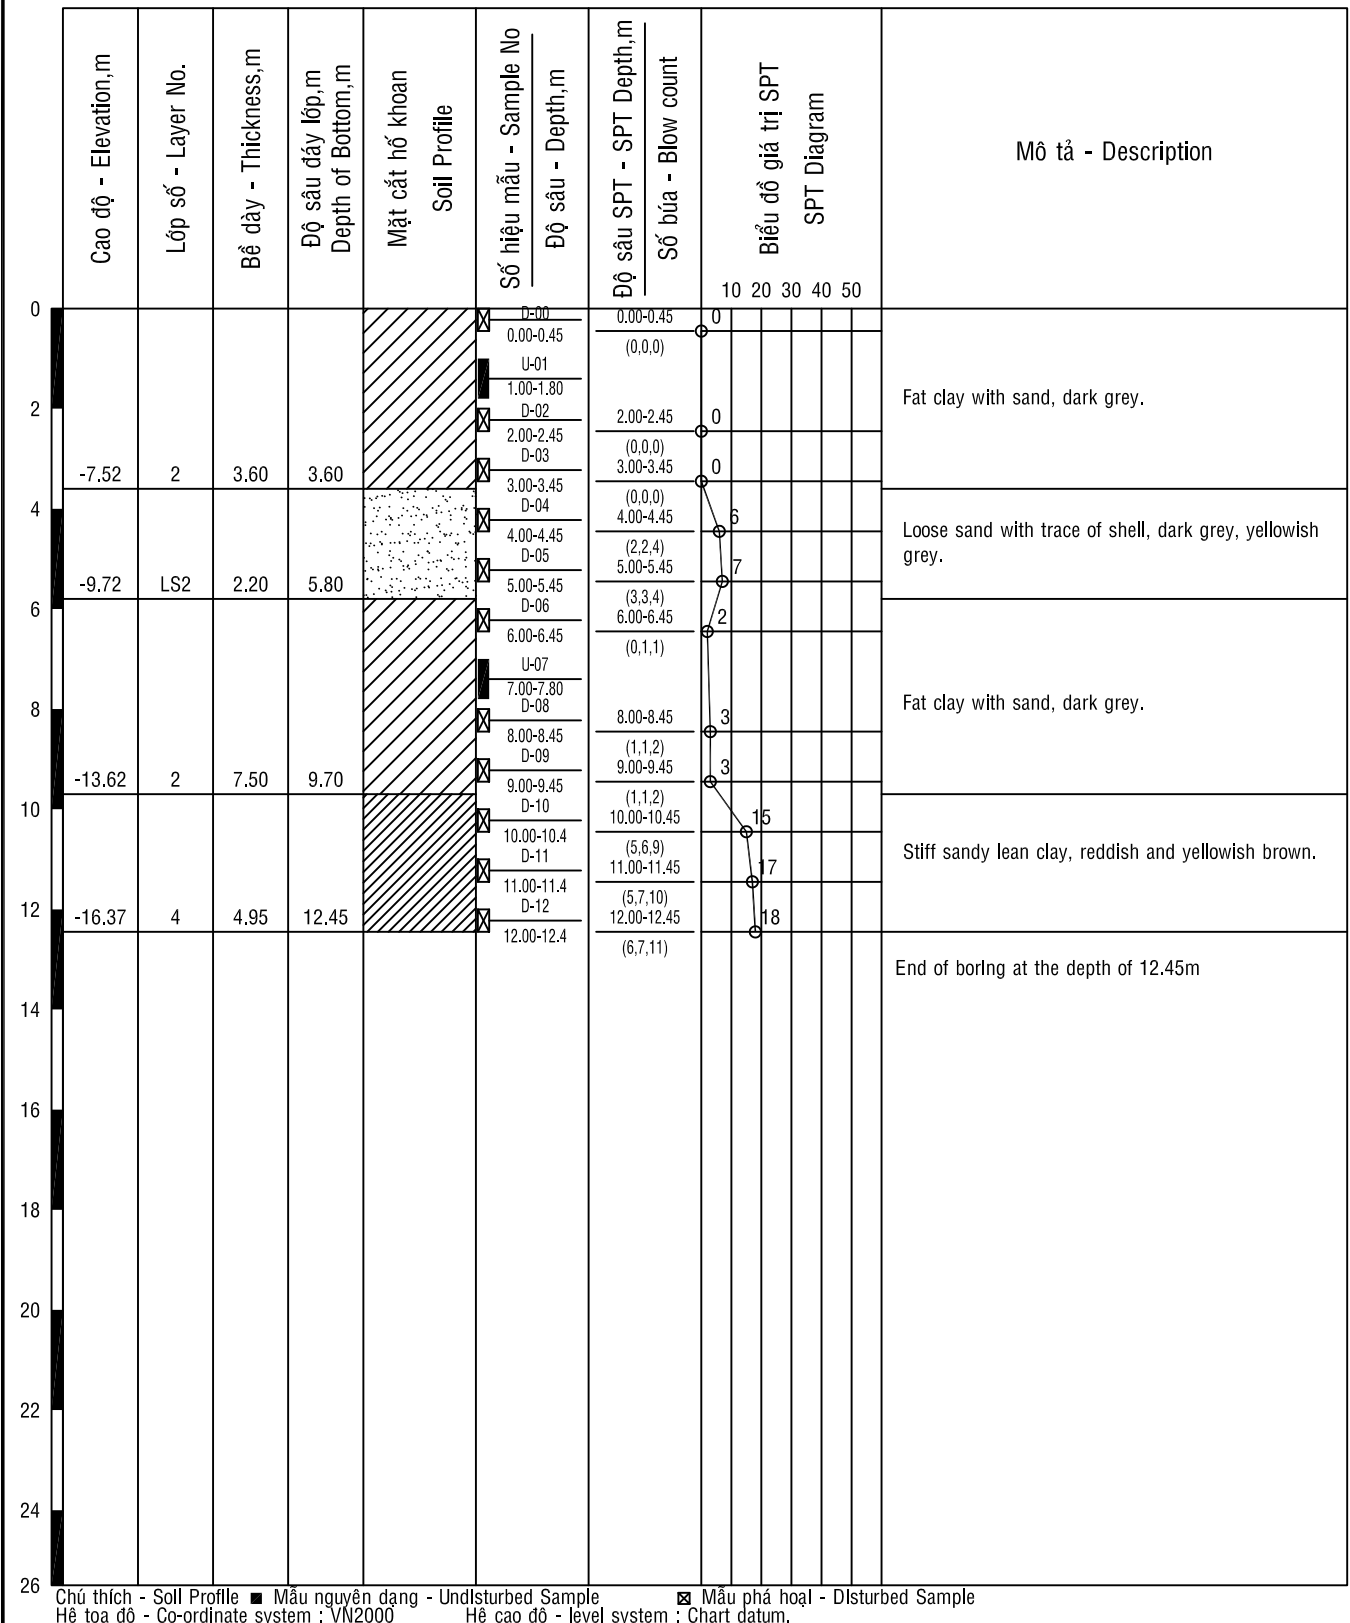 Cao độ - Elevation,m
Lớp số - Layer No.
Bề dày - Thickness,m
Độ sâu đáy lớp,m
Depth of Bottom,m
Mặt cắt hố khoan
Soil Profile
Số hiệu mẫu - Sample No
Độ sâu - Depth,m
Độ sâu SPT - SPT Depth,m
Số búa - Blow count
Biểu đồ giá trị SPT
SPT Diagram
Mô tả - Description
10 20 30 40 50
0
D-00
0.00-0.45
0.00-0.45
(0,0,0)
0
U-01
1.00-1.80
Fat clay with sand, dark grey.
2
D-02
2.00-2.45
2.00-2.45
(0,0,0)
0
D-03
3.00-3.45
3.00-3.45
(0,0,0)
0
-7.52 2 3.60 3.60
4
D-04
4.00-4.45
4.00-4.45
(2,2,4)
6
Loose sand with trace of shell, dark grey, yellowish
grey.
D-05
5.00-5.45
5.00-5.45
(3,3,4)
7
-9.72 LS2 2.20 5.80
6
D-06
6.00-6.45
6.00-6.45
(0,1,1)
2
U-07
7.00-7.80
Fat clay with sand, dark grey.
8
D-08
8.00-8.45
8.00-8.45
(1,1,2)
3
D-09
9.00-9.45
9.00-9.45
(1,1,2)
3
-13.62 2 7.50 9.70
10
D-10
10.00-10.4
10.00-10.45
(5,6,9)
15
Stiff sandy lean clay, reddish and yellowish brown.
D-11
11.00-11.4
11.00-11.45
(5,7,10)
17
12
-16.37 4 4.95 12.45
D-12
12.00-12.4
12.00-12.45
(6,7,11)
18
End of boring at the depth of 12.45m
14
16
18
20
22
24
26
Chú thích - Soil Profile Mẫu nguyên dạng - Undisturbed Sample Mẫu phá hoại - Disturbed Sample
Hệ tọa độ - Co-ordinate system : VN2000 Hệ cao độ - level system : Chart datum.